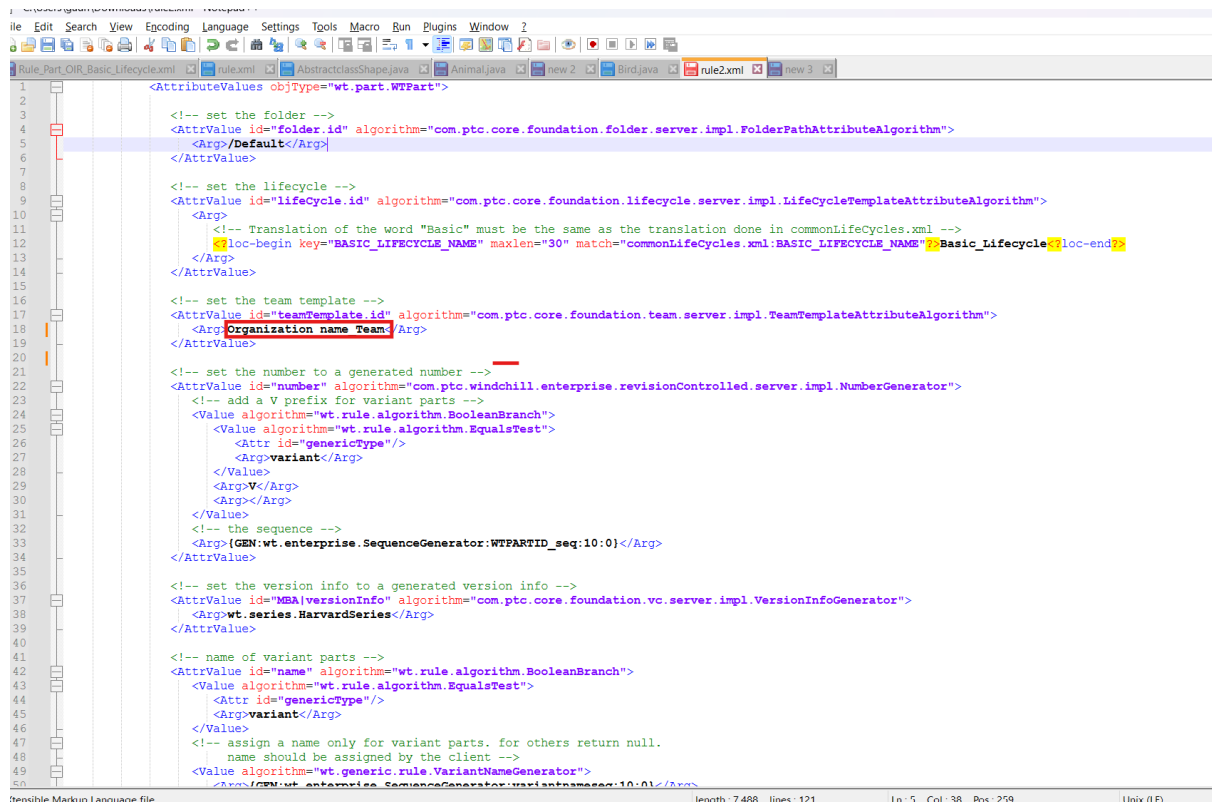 ile Edit Search View Encoding Language Settings Tools Macro Run Plugins Window ?
Rule_Part_OIR_Basic_Lifecycle.xml rule.xml AbstractclassShape.java Animal.java new 2 Bird.java rule2.xml new 3
1 <AttributeValues objType="wt.part.WTPart">
2
3 <!-- set the folder -->
4 <AttrValue id="folder.id" algorithm="com.ptc.core.foundation.folder.server.impl.FolderPathAttributeAlgorithm">
5 <Arg>/Default</Arg>
6 </AttrValue>
7
8 <!-- set the lifecycle -->
9 <AttrValue id="lifeCycle.id" algorithm="com.ptc.core.foundation.lifecycle.server.impl.LifeCycleTemplateAttributeAlgorithm">
10 <Arg>
11 <!-- Translation of the word "Basic" must be the same as the translation done in commonLifeCycles.xml -->
12 <?loc-begin key="BASIC_LIFECYCLE_NAME" maxlen="30" match="commonLifeCycles.xml:BASIC_LIFECYCLE_NAME"?>Basic_Lifecycle<?loc-end?>
13 </Arg>
14 </AttrValue>
15
16 <!-- set the team template -->
17 <AttrValue id="teamTemplate.id" algorithm="com.ptc.core.foundation.team.server.impl.TeamTemplateAttributeAlgorithm">
18 <Arg>Organization name Team</Arg>
19 </AttrValue>
20
21 <!-- set the number to a generated number -->
22 <AttrValue id="number" algorithm="com.ptc.windchill.enterprise.revisionControlled.server.impl.NumberGenerator">
23 <!-- add a V prefix for variant parts -->
24 <Value algorithm="wt.rule.algorithm.BooleanBranch">
25 <Value algorithm="wt.rule.algorithm.EqualsTest">
26 <Attr id="genericType"/>
27 <Arg>variant</Arg>
28 </Value>
29 <Arg>V</Arg>
30 <Arg></Arg>
31 </Value>
32 <!-- the sequence -->
33 <Arg>{GEN:wt.enterprise.SequenceGenerator:WTPARTID_seq:10:0}</Arg>
34 </AttrValue>
35
36 <!-- set the version info to a generated version info -->
37 <AttrValue id="MBA|versionInfo" algorithm="com.ptc.core.foundation.vc.server.impl.VersionInfoGenerator">
38 <Arg>wt.series.HarvardSeries</Arg>
39 </AttrValue>
40
41 <!-- name of variant parts -->
42 <AttrValue id="name" algorithm="wt.rule.algorithm.BooleanBranch">
43 <Value algorithm="wt.rule.algorithm.EqualsTest">
44 <Attr id="genericType"/>
45 <Arg>variant</Arg>
46 </Value>
47 <!-- assign a name only for variant parts. for others return null.
48 name should be assigned by the client -->
49 <Value algorithm="wt.generic.rule.VariantNameGenerator">
50 <Arg>{GEN:wt.enterprise.SequenceGenerator:variantnameseq:10:0}</Arg>
tensible Markup Language file length : 7,488 lines : 121 Ln : 5 Col : 38 Pos : 259 Unix (LF)